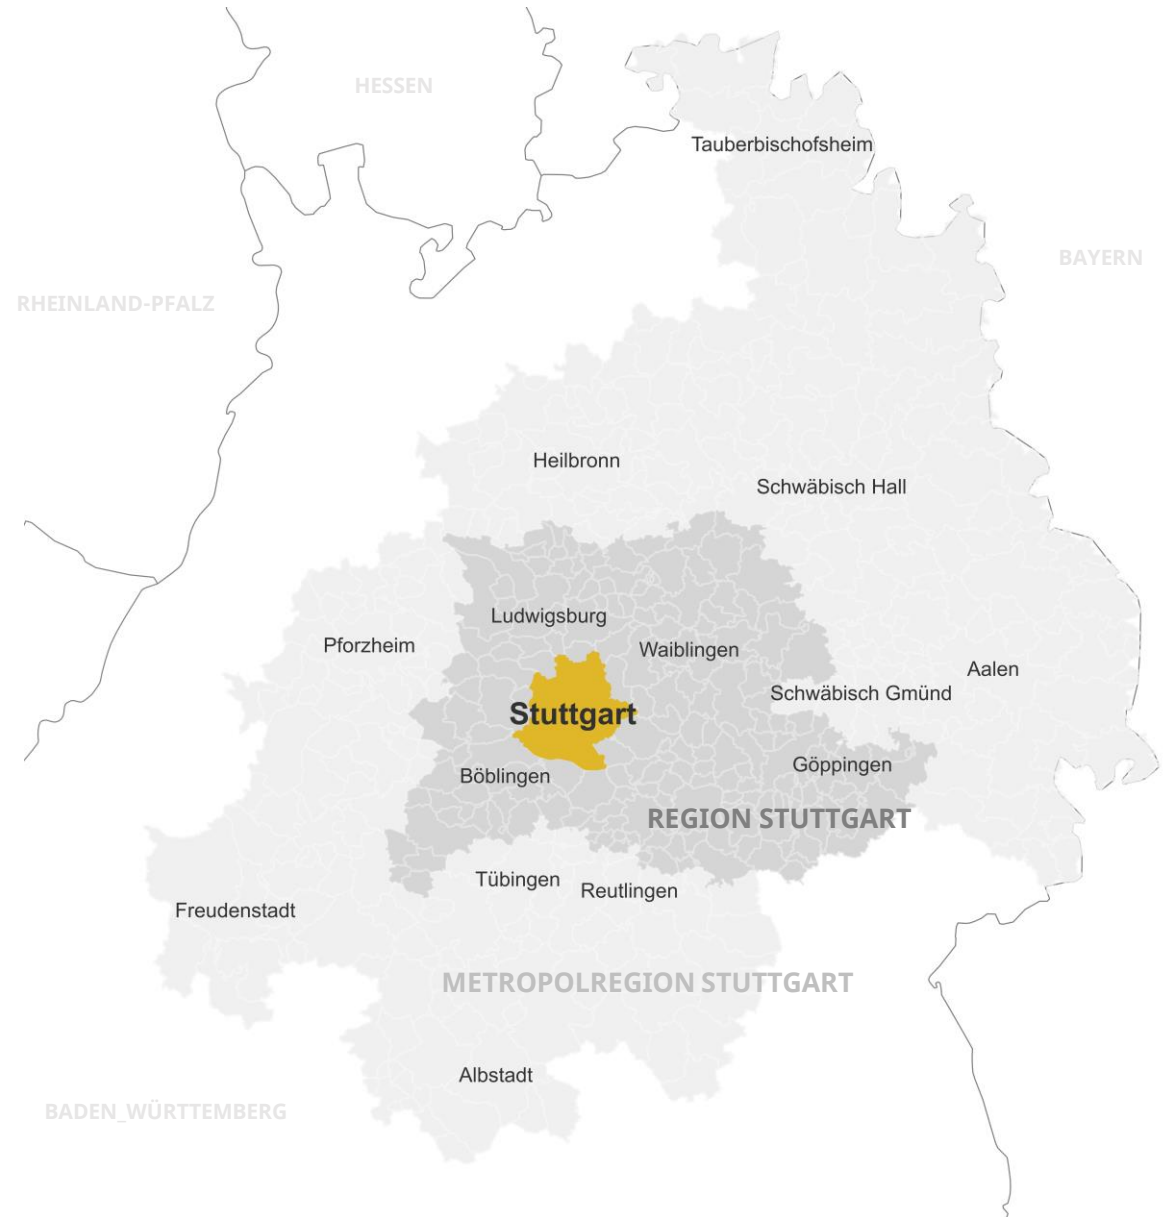 HESSEN
Tauberbischofsheim
BAYERN
RHEINLAND-PFALZ
Heilbronn
Schwäbisch Hall
Ludwigsburg
Pforzheim
Waiblingen
Aalen
Schwäbisch Gmünd
Stuttgart
Göppingen
Böblingen
REGION STUTTGART
Tübingen
Reutlingen
Freudenstadt
METROPOLREGION STUTTGART
Albstadt
BADEN_WÜRTTEMBERG